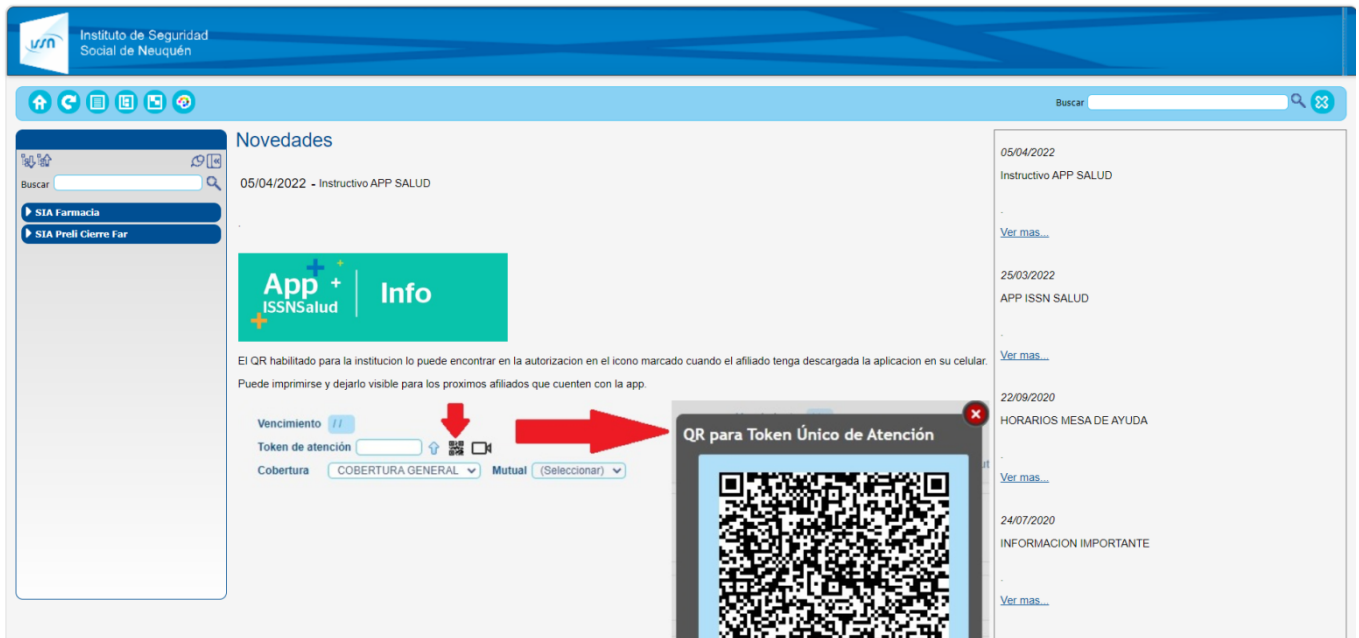 issn
Instituto de Seguridad
Social de Neuquén
Buscar
Buscar
SIA Farmacia
SIA Preli Cierre Far
Novedades
05/04/2022 - Instructivo APP SALUD
.
App
ISSNSalud
Info
El QR habilitado para la institucion lo puede encontrar en la autorizacion en el icono marcado cuando el afiliado tenga descargada la aplicacion en su celular.
Puede imprimirse y dejarlo visible para los proximos afiliados que cuenten con la app.
Vencimiento / /
Token de atención
Cobertura COBERTURA GENERAL Mutual (Seleccionar)
QR para Token Único de Atención
05/04/2022
Instructivo APP SALUD
.
Ver mas...
25/03/2022
APP ISSN SALUD
.
Ver mas...
22/09/2020
HORARIOS MESA DE AYUDA
.
Ver mas...
24/07/2020
INFORMACION IMPORTANTE
.
Ver mas...